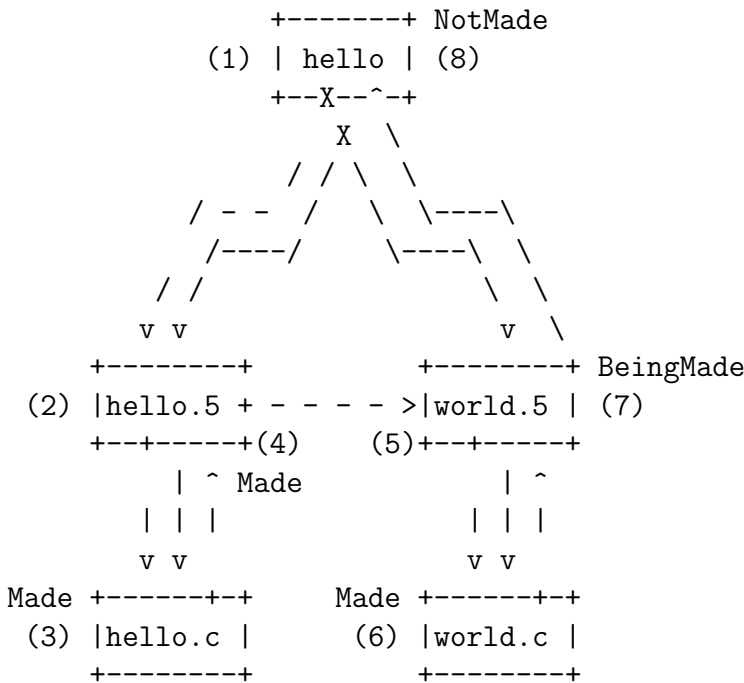 +-------+ NotMade
(1) | hello | (8)
+--X--^-+
X \
/ / \ \
/ - - / \ \----\
/----/ \----\ \
/ / \ \
v v v \
+--------+ +--------+ BeingMade
(2) |hello.5 + - - - - >|world.5 | (7)
+--+-----+(4) (5)+--+-----+
| ^ Made | ^
| | | | | |
v v v v
Made +------+-+ Made +------+-+
(3) |hello.c | (6) |world.c |
+--------+ +--------+